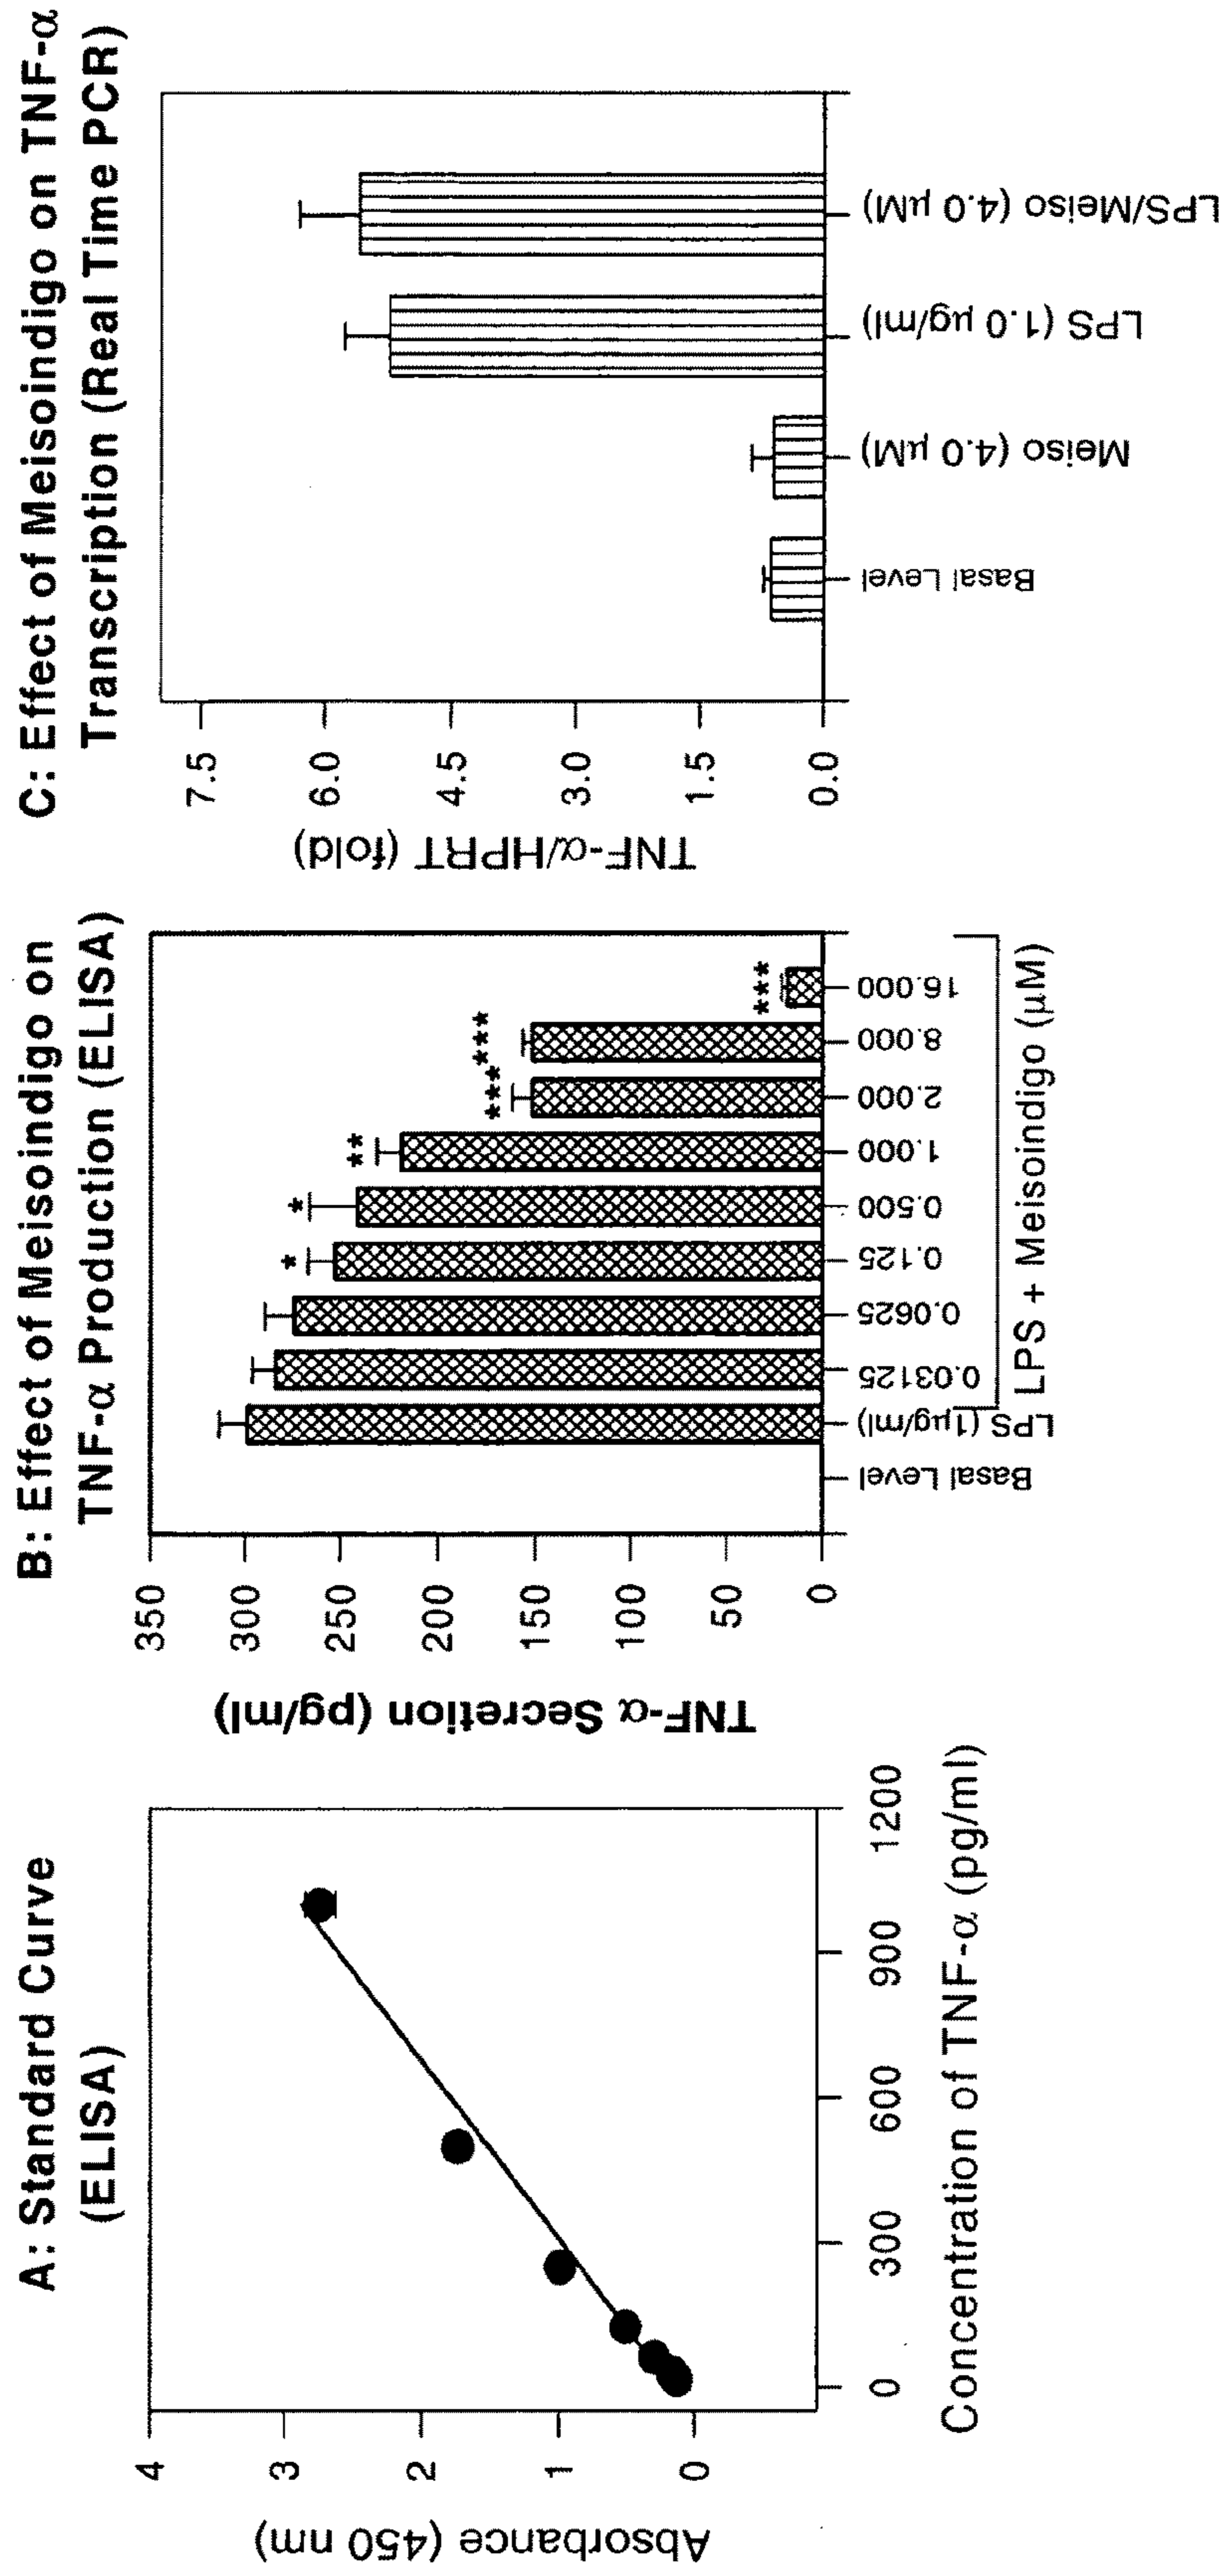 A: Standard Curve
(ELISA)
Absorbance (450 nm)
4
3
2
1
0
0
300
600
900
1200
Concentration of TNF-α (pg/ml)
B: Effect of Meisoindigo on
TNF-α Production (ELISA)
TNF-α Secretion (pg/ml)
350
300
250
200
150
100
50
0
*
*
**
***
***
***
Basal Level
LPS (1μg/ml)
0.03125
0.0625
0.125
0.500
1.000
2.000
8.000
16.000
LPS + Meisoindigo (μM)
C: Effect of Meisoindigo on TNF-α
Transcription (Real Time PCR)
TNF-α/HPRT (fold)
7.5
6.0
4.5
3.0
1.5
0.0
Basal Level
Meiso (4.0 μM)
LPS (1.0 μg/ml)
LPS/Meiso (4.0 μM)